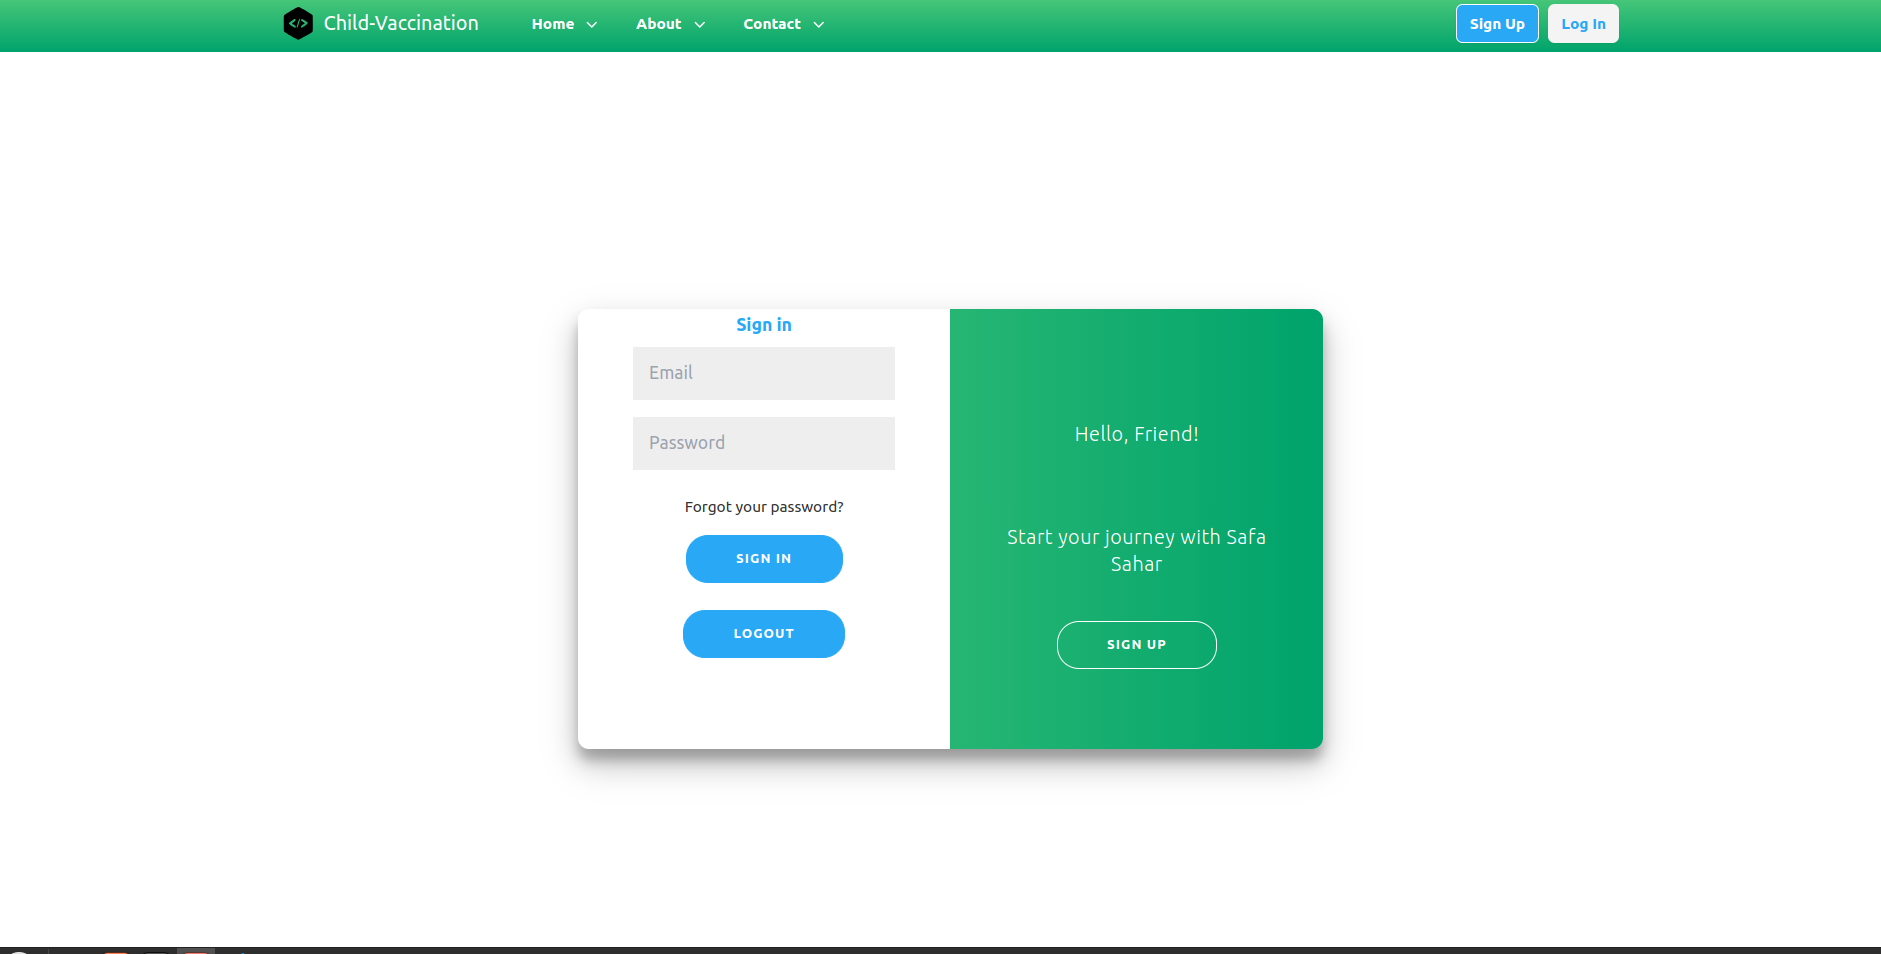 Child-Vaccination
Home
About
Contact
Sign Up
Log In
Sign in
Email
Password
Forgot your password?
SIGN IN
LOGOUT
Hello, Friend!
Start your journey with Safa
Sahar
SIGN UP